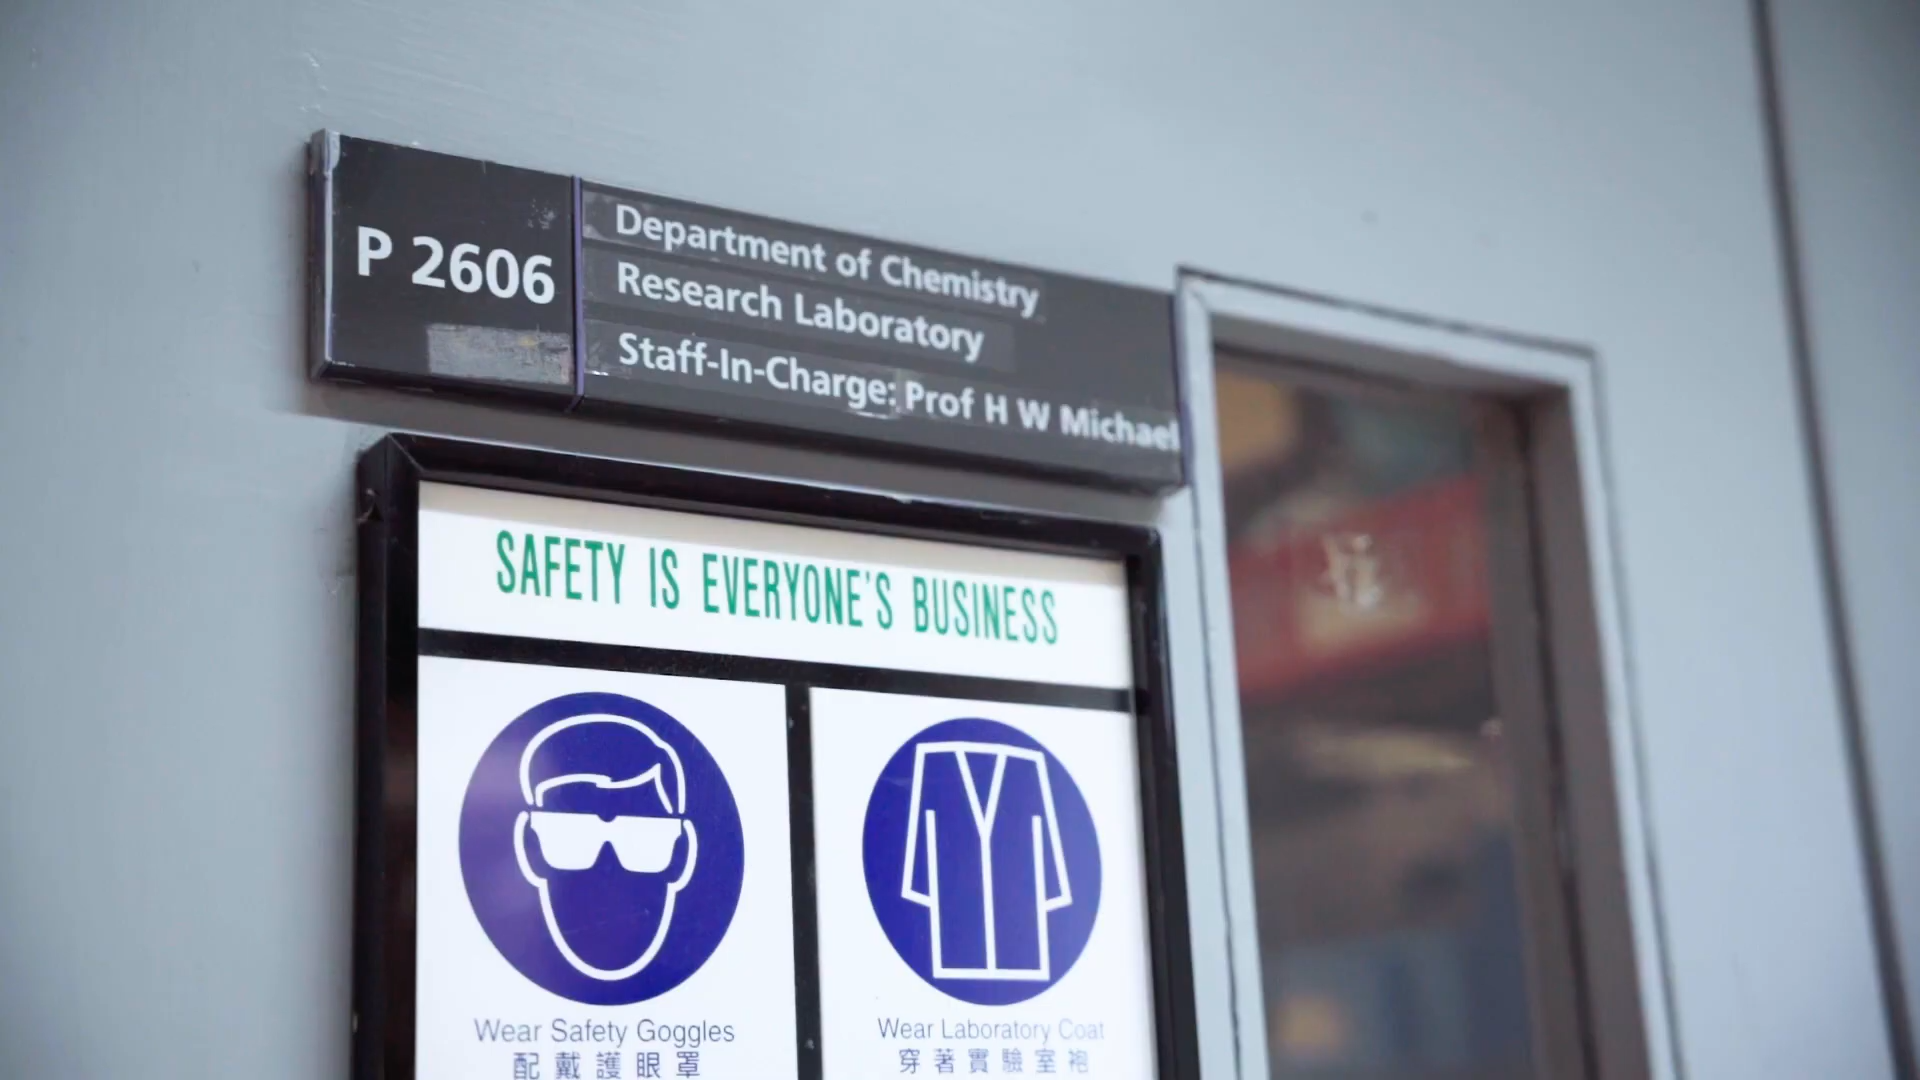 P 2606
Department of Chemistry
Research Laboratory
Staff-In-Charge: Prof H W Michael
SAFETY IS EVERYONE'S BUSINESS
Wear Safety Goggles
配戴護眼罩
Wear Laboratory Coat
穿著實驗室袍